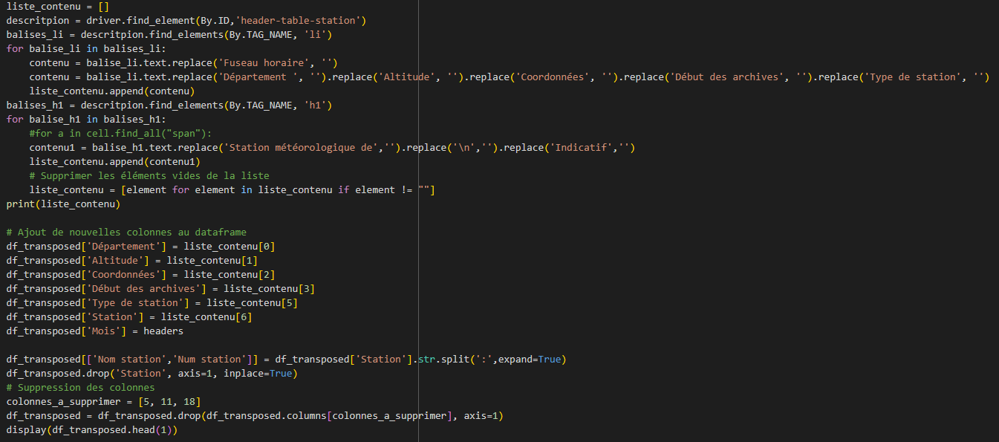 liste_contenu = []
descritpion = driver.find_element(By.ID,'header-table-station')
balises_li = descritpion.find_elements(By.TAG_NAME, 'li')
for balise_li in balises_li:
    contenu = balise_li.text.replace('Fuseau horaire', '')
    contenu = balise_li.text.replace('Département ', '').replace('Altitude', '').replace('Coordonnées', '').replace('Début des archives', '').replace('Type de station', '')
    liste_contenu.append(contenu)
balises_h1 = descritpion.find_elements(By.TAG_NAME, 'h1')
for balise_h1 in balises_h1:
    #for a in cell.find_all("span"):
    contenu1 = balise_h1.text.replace('Station météorologique de','').replace('\n','').replace('Indicatif','')
    liste_contenu.append(contenu1)
    # Supprimer les éléments vides de la liste
    liste_contenu = [element for element in liste_contenu if element != ""]
print(liste_contenu)

# Ajout de nouvelles colonnes au dataframe
df_transposed['Département'] = liste_contenu[0]
df_transposed['Altitude'] = liste_contenu[1]
df_transposed['Coordonnées'] = liste_contenu[2]
df_transposed['Début des archives'] = liste_contenu[3]
df_transposed['Type de station'] = liste_contenu[5]
df_transposed['Station'] = liste_contenu[6]
df_transposed['Mois'] = headers

df_transposed[['Nom station','Num station']] = df_transposed['Station'].str.split(':',expand=True)
df_transposed.drop('Station', axis=1, inplace=True)
# Suppression des colonnes
colonnes_a_supprimer = [5, 11, 18]
df_transposed = df_transposed.drop(df_transposed.columns[colonnes_a_supprimer], axis=1)
display(df_transposed.head(1))